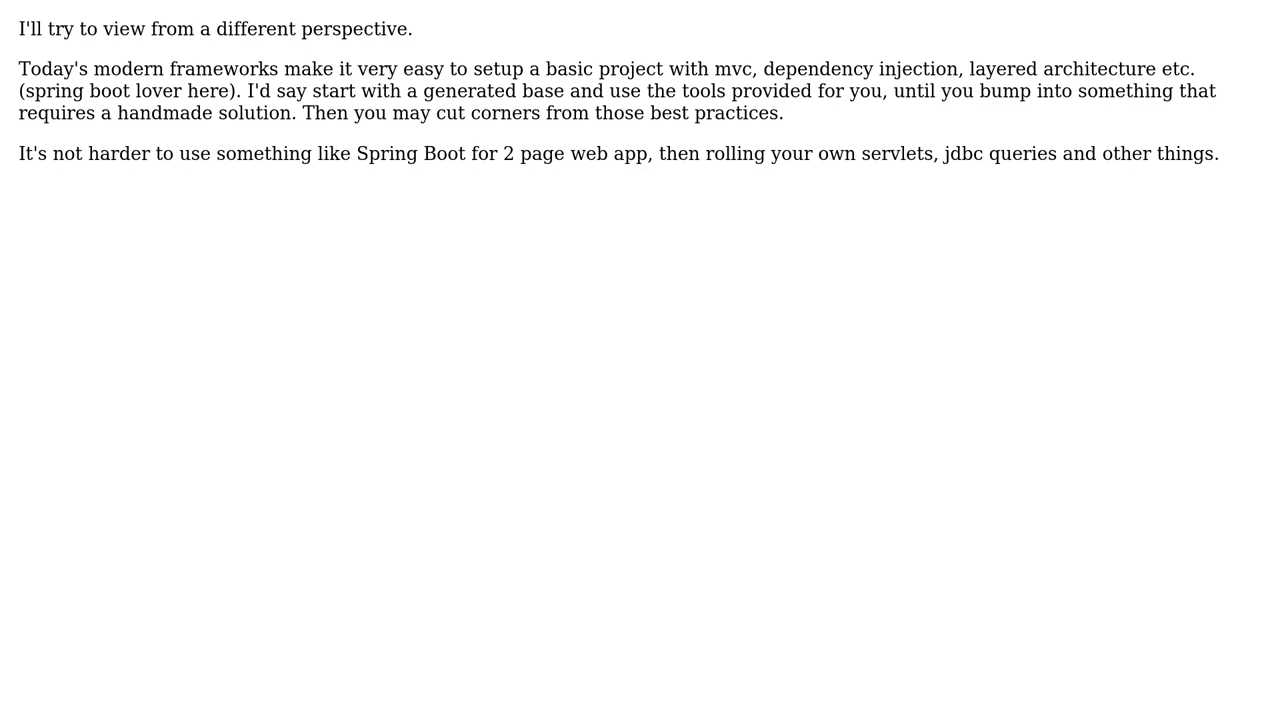 I'll try to view from a different perspective.
Today's modern frameworks make it very easy to setup a basic project with mvc, dependency injection, layered architecture etc.
(spring boot lover here). I'd say start with a generated base and use the tools provided for you, until you bump into something that
requires a handmade solution. Then you may cut corners from those best practices.
It's not harder to use something like Spring Boot for 2 page web app, then rolling your own servlets, jdbc queries and other things.